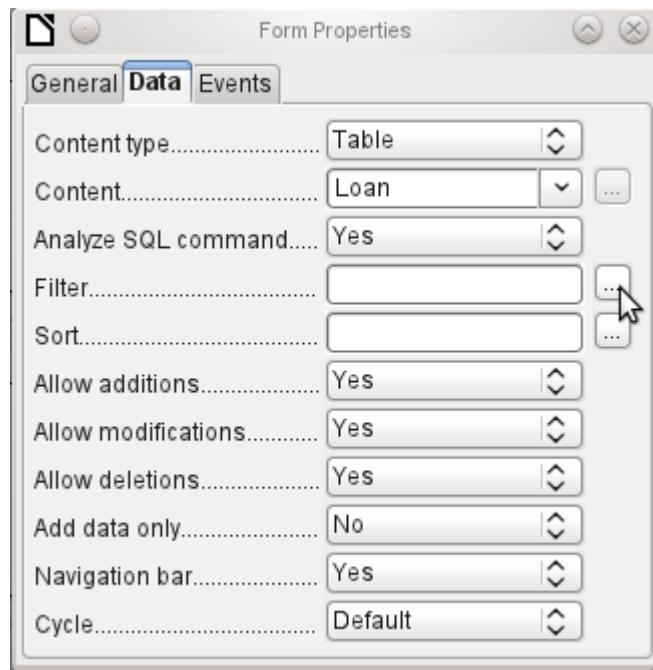 Form Properties
General Data Events
Content type........................ Table
Content................................ Loan ...
Analyze SQL command..... Yes
Filter.................................... ...
Sort...................................... ...
Allow additions.................... Yes
Allow modifications............ Yes
Allow deletions................... Yes
Add data only...................... No
Navigation bar.................... Yes
Cycle.................................... Default